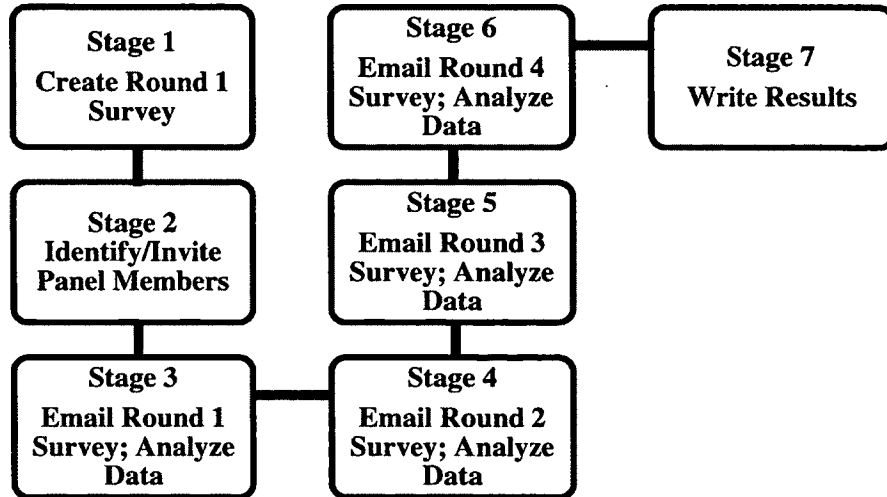 Stage 1
Create Round 1
Survey
Stage 2
Identify/Invite
Panel Members
Stage 3
Email Round 1
Survey; Analyze
Data
Stage 4
Email Round 2
Survey; Analyze
Data
Stage 5
Email Round 3
Survey; Analyze
Data
Stage 6
Email Round 4
Survey; Analyze
Data
Stage 7
Write Results